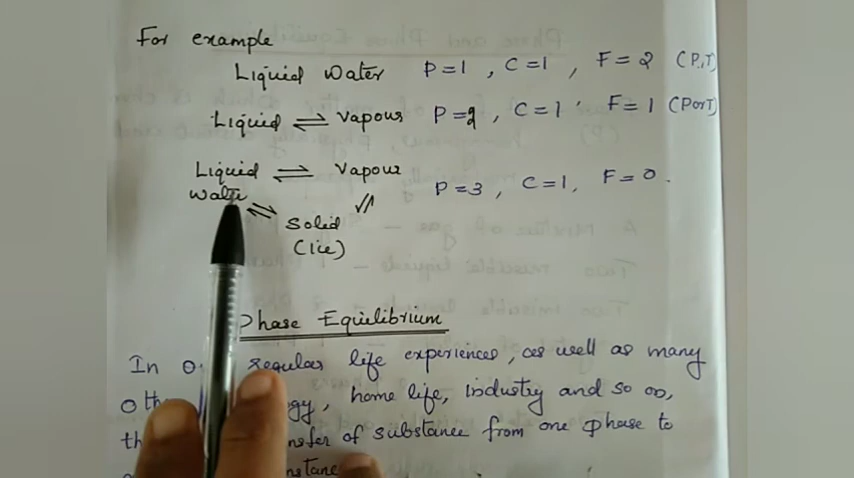 For example
Liquid Water P=1, C=1, F=2 (P,T)
Liquid ⇌ Vapour P=2, C=1, F=1 (P or T)
Liquid ⇌ Vapour
Water
P=3, C=1, F=0.
⇌ Solid ⇌
(Ice)
Phase Equilibrium
In regular life experiences, as well as many
home life, industry and so on,
of substance from one phase to